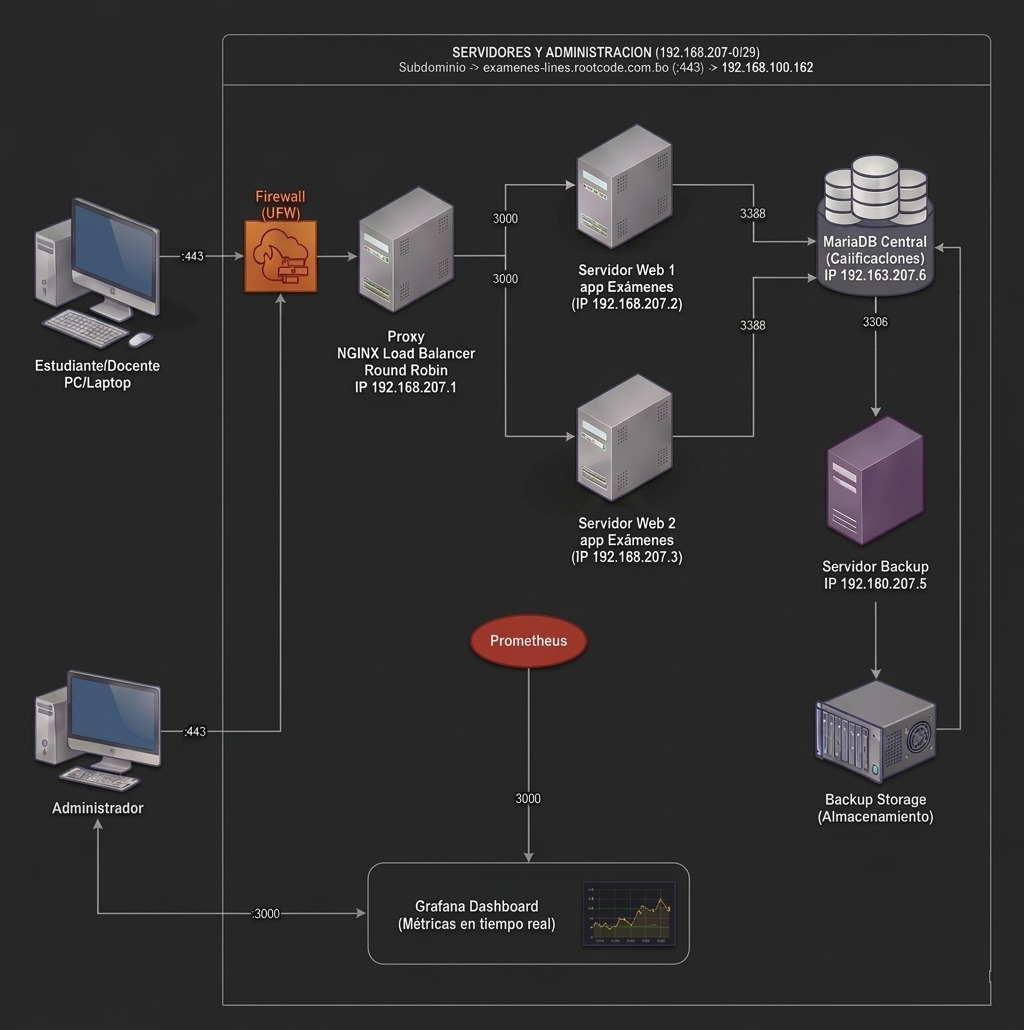 SERVIDORES Y ADMINISTRACION (192.168.207-0/29)
Subdominio -> examenes-lines.rootcode.com.bo (:443) -> 192.168.100.162
Firewall
(UFW)
:443
Estudiante/Docente
PC/Laptop
Proxy
NGINX Load Balancer
Round Robin
IP 192.168.207.1
3000
3000
Servidor Web 1
app Exámenes
(IP 192.168.207.2)
3388
3388
MariaDB Central
(Caiificaclones)
IP 192.163.207.6
3306
Servidor Web 2
app Exámenes
(IP 192.168.207.3)
Servidor Backup
IP 192.180.207.5
Prometheus
:443
Administrador
3000
Backup Storage
(Almacenamiento)
:3000
Grafana Dashboard
(Métricas en tiempo real)